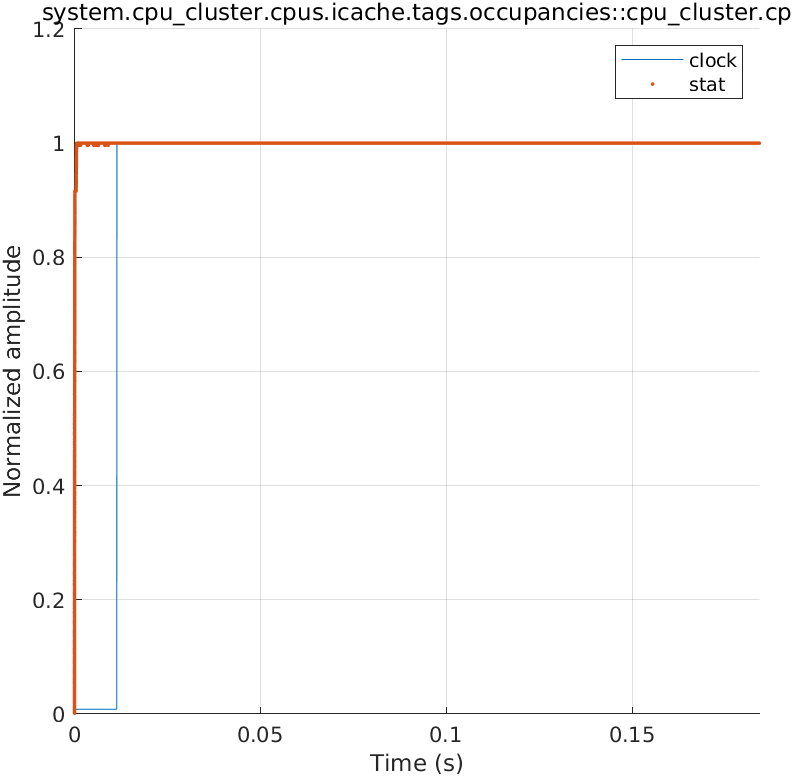 system.cpu_cluster.cpus.icache.tags.occupancies::cpu_cluster.cp
1.2
1
0.8
0.6
0.4
0.2
0
Normalized amplitude
clock
stat
0
0.05
0.1
0.15
Time (s)